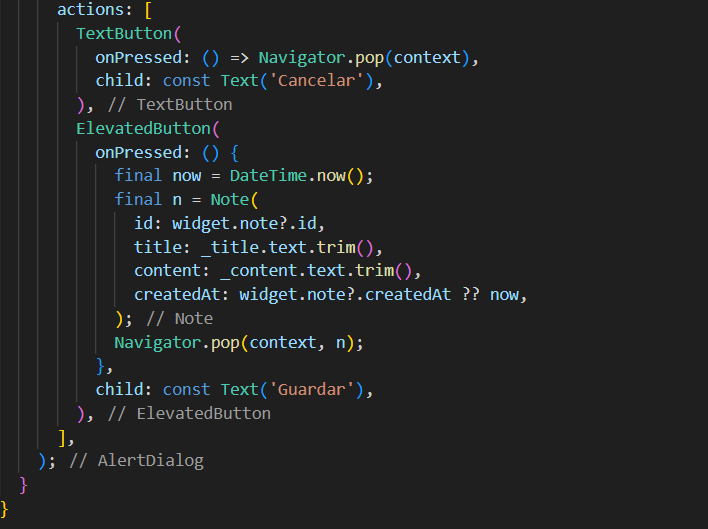 actions: [
TextButton(
onPressed: () => Navigator.pop(context),
child: const Text('Cancelar'),
), // TextButton
ElevatedButton(
onPressed: () {
final now = DateTime.now();
final n = Note(
id: widget.note?.id,
title: _title.text.trim(),
content: _content.text.trim(),
createdAt: widget.note?.createdAt ?? now,
); // Note
Navigator.pop(context, n);
},
child: const Text('Guardar'),
), // ElevatedButton
],
); // AlertDialog
}
}